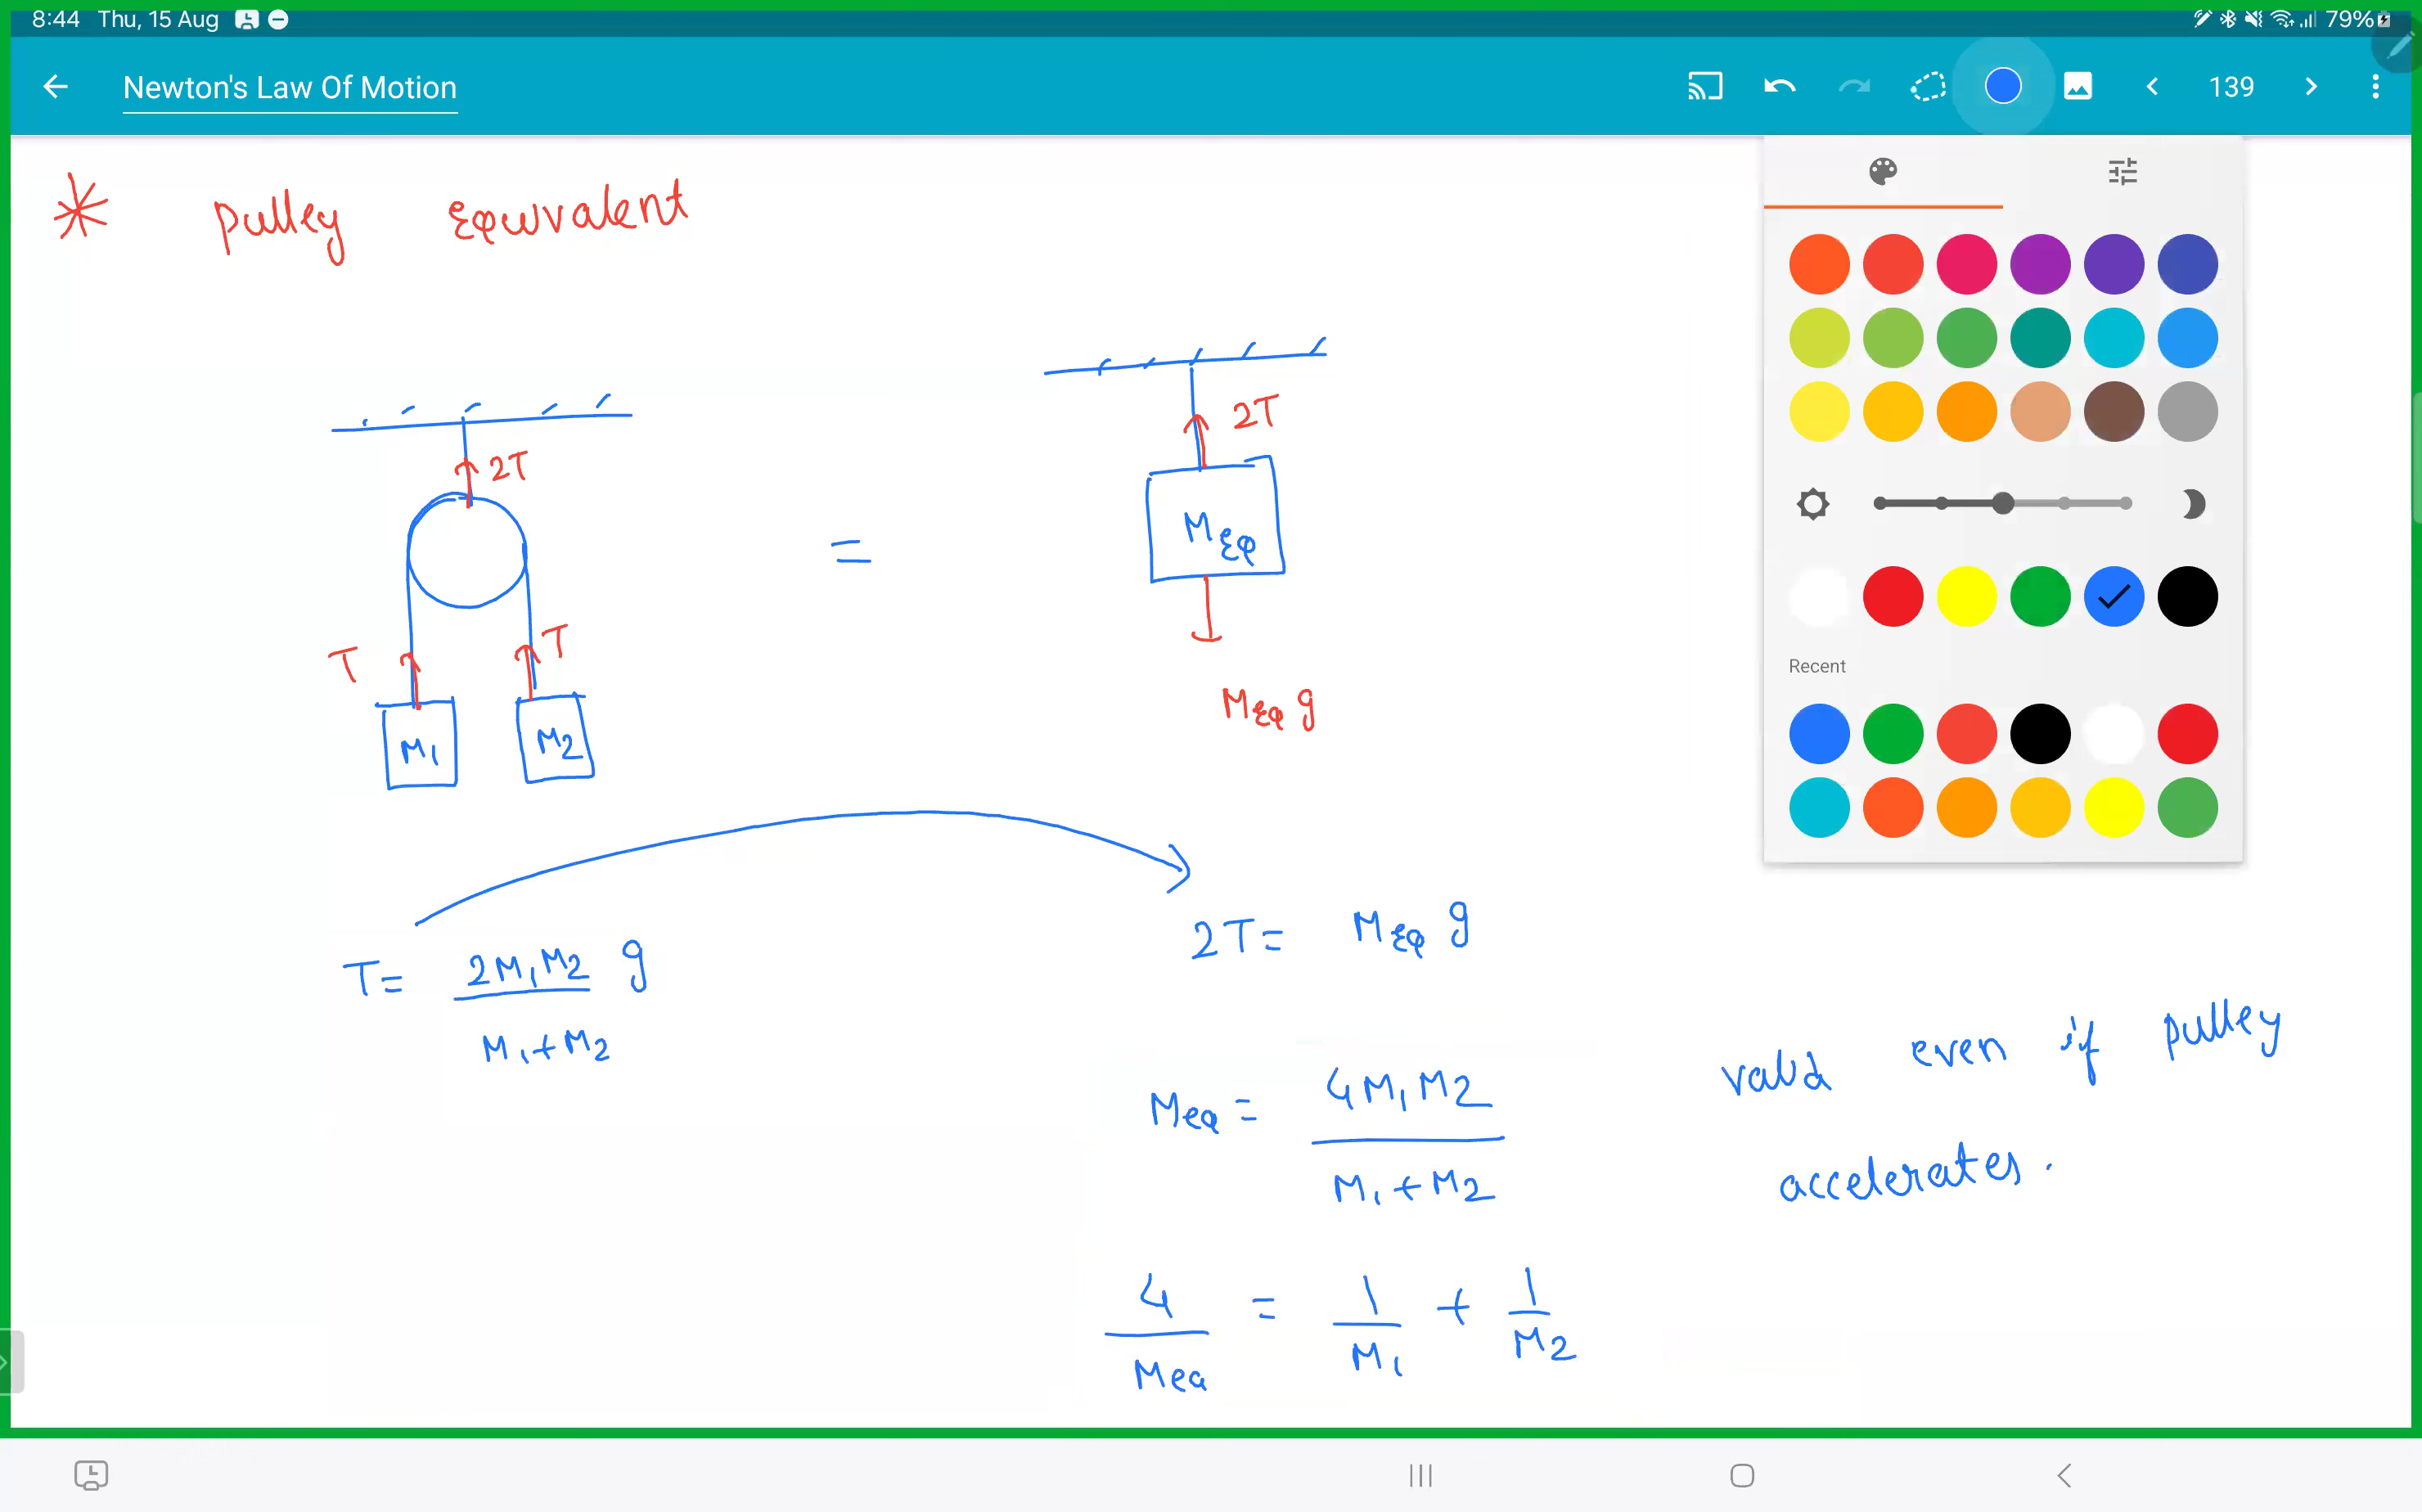 8:44 Thu, 15 Aug 79%
Newton's Law Of Motion 139
* pulley equivalent
2T
2T
=
MEQ
T T
M1 M2
MEQ g
Recent
T = 2M1M2 / M1+M2 g
2T = MEQ g
Meq = 4M1M2 / M1+M2
valid even if pulley
accelerates.
4 / Meq = 1 / M1 + 1 / M2